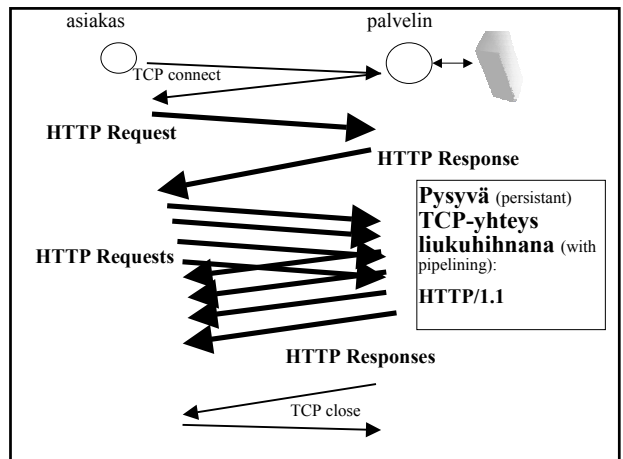 asiakas
palvelin
TCP connect
HTTP Request
HTTP Response
Pysyvä (persistant)
TCP-yhteys
liukuhihnana (with
pipelining):
HTTP/1.1
HTTP Requests
HTTP Responses
TCP close